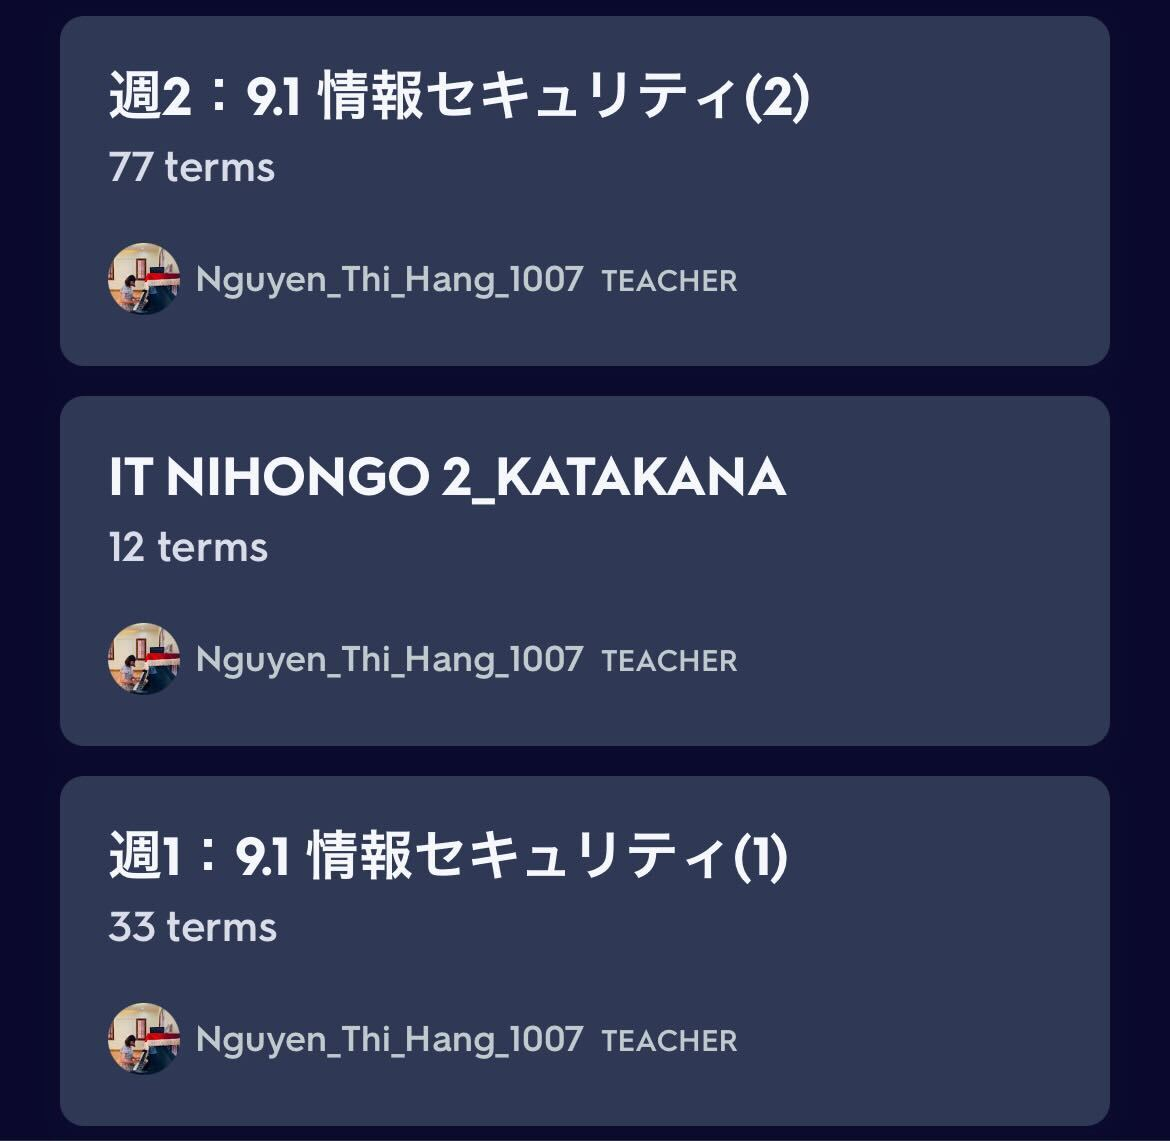 週2：9.1 情報セキュリティ(2)
77 terms
Nguyen_Thi_Hang_1007 TEACHER
IT NIHONGO 2_KATAKANA
12 terms
Nguyen_Thi_Hang_1007 TEACHER
週1：9.1 情報セキュリティ(1)
33 terms
Nguyen_Thi_Hang_1007 TEACHER